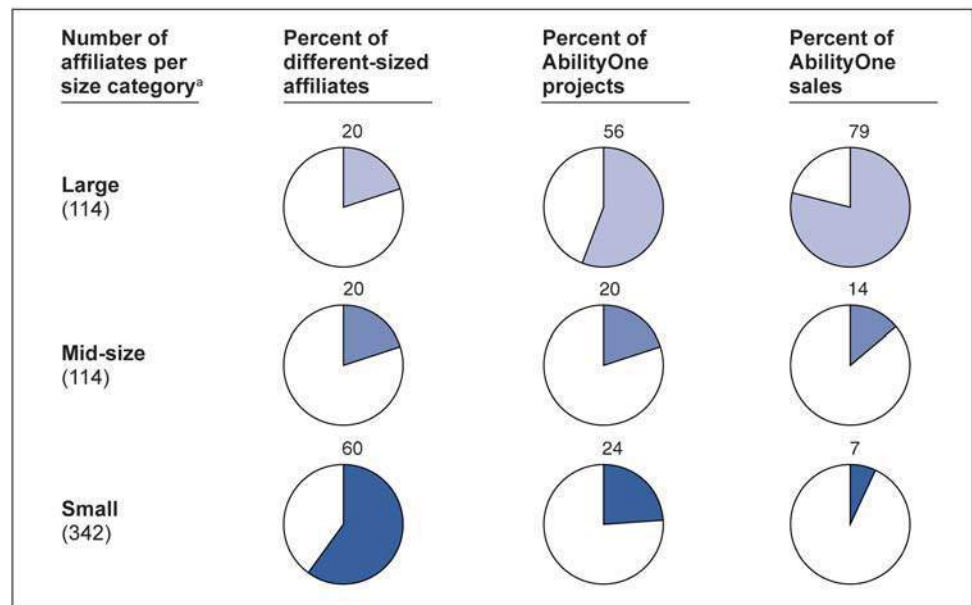 Number of
affiliates per
size categoryᵃ
Percent of
different-sized
affiliates
Percent of
AbilityOne
projects
Percent of
AbilityOne
sales
Large
(114)
20
56
79
Mid-size
(114)
20
20
14
Small
(342)
60
24
7